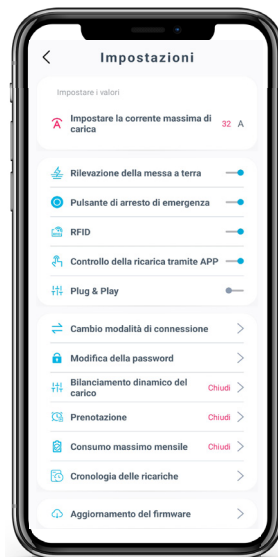 Impostazioni
Impostare i valori
Impostare la corrente massima di
carica
32 A
Rilevazione della messa a terra
Pulsante di arresto di emergenza
RFID
Controllo della ricarica tramite APP
Plug & Play
Cambio modalità di connessione
Modifica della password
Bilanciamento dinamico del
carico
Chiudi
Prenotazione
Chiudi
Consumo massimo mensile
Chiudi
Cronologia delle ricariche
Aggiornamento del firmware